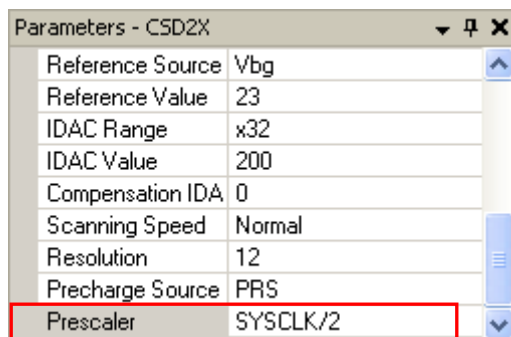 Parameters - CSD2X
Reference Source Vbg
Reference Value 23
IDAC Range x32
IDAC Value 200
Compensation IDA 0
Scanning Speed Normal
Resolution 12
Precharge Source PRS
Prescaler SYSCLK/2